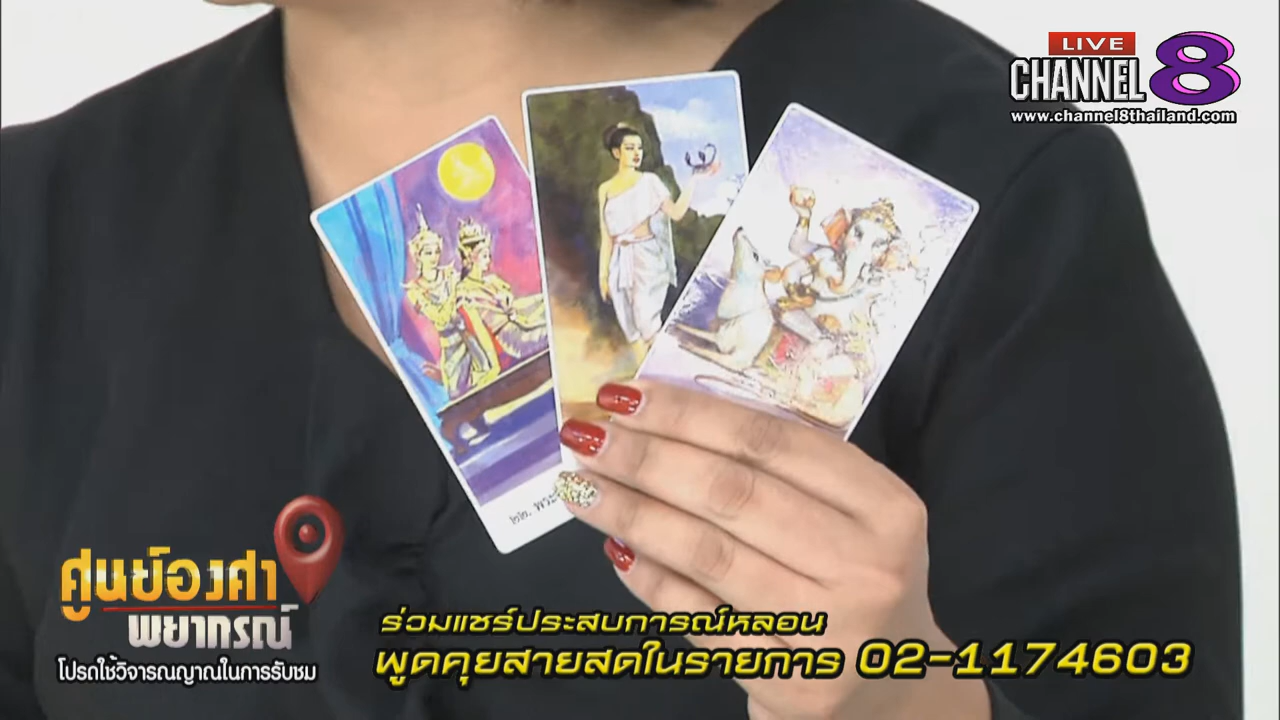 LIVE
CHANNEL 8
www.channel8thailand.com
๒๒.
ศูนย์องศา
พยากรณ์
โปรดใช้วิจารณญาณในการรับชม
ร่วมแชร์ประสบการณ์หลอน
พูดคุยสายสดในรายการ 02-1174603